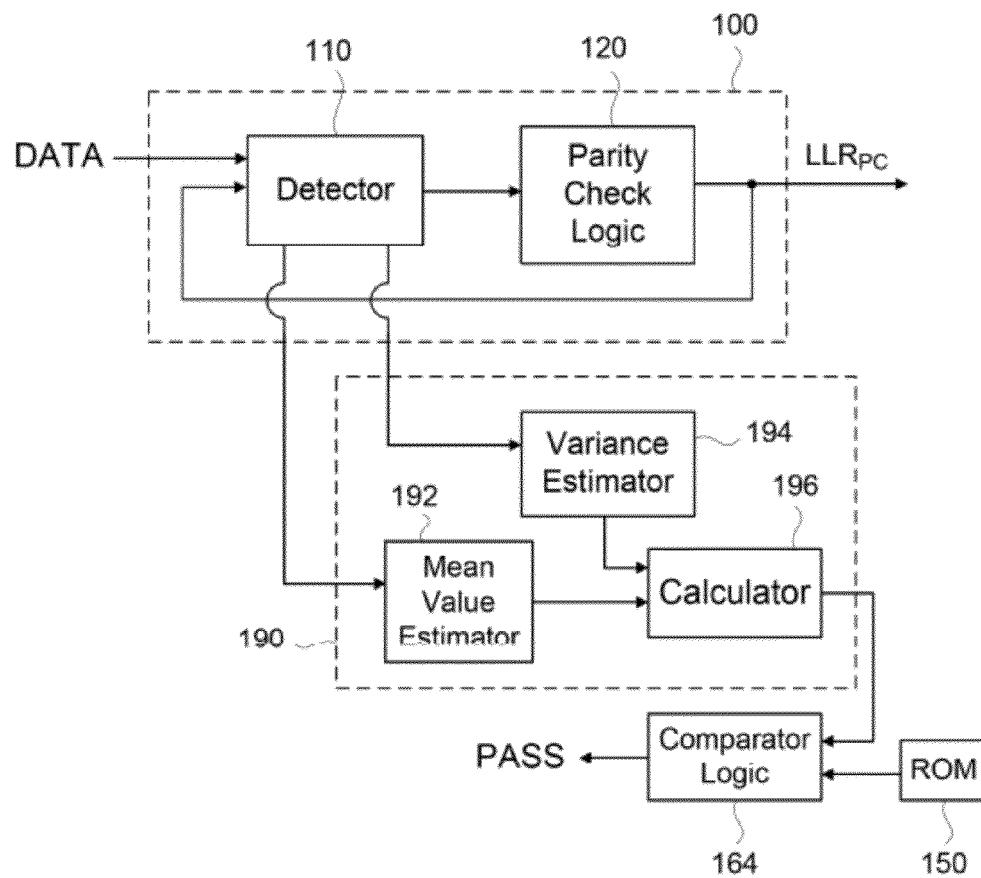 110
120
100
DATA
Detector
Parity
Check
Logic
LLRPC
Variance
Estimator
194
192
196
Mean
Value
Estimator
Calculator
190
PASS
Comparator
Logic
ROM
164
150